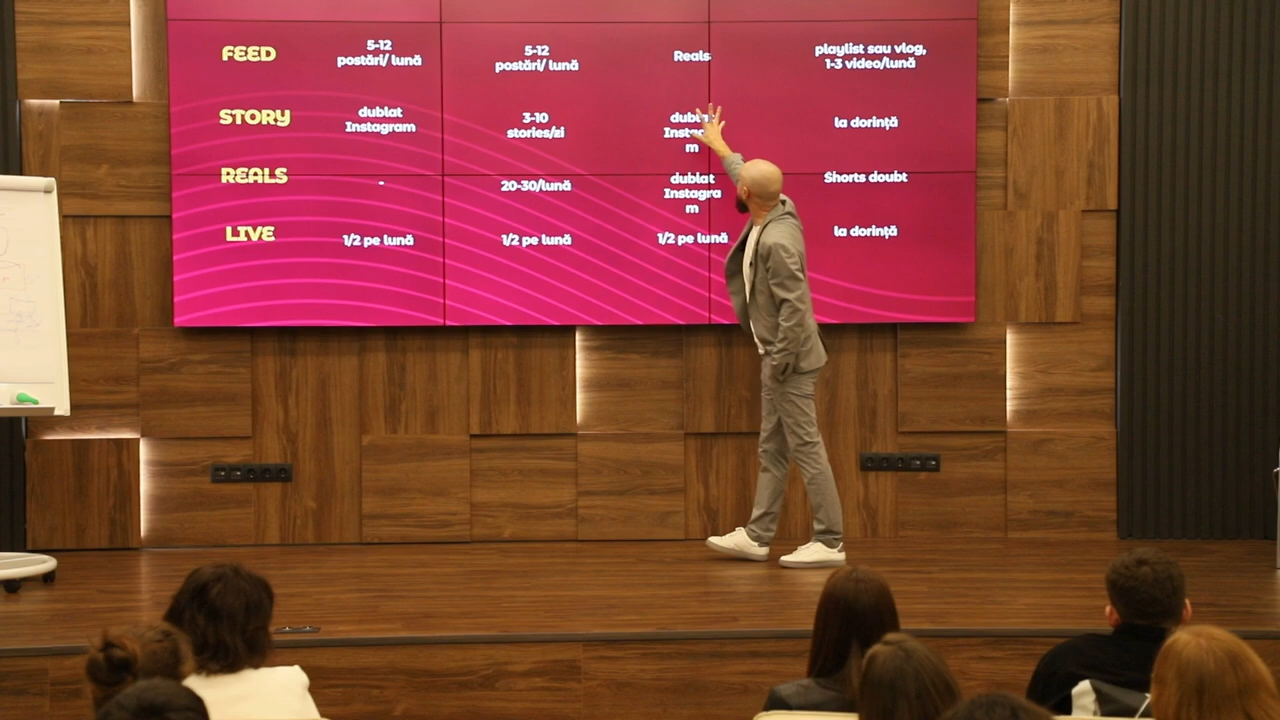 FEED
5-12
postări/ lună
5-12
postări/ lună
Reals
playlist sau vlog,
1-3 video/lună
STORY
dublat
Instagram
3-10
stories/zi
m
la dorință
REALS
-
20-30/lună
dublat
Instagra
m
Shorts doubt
LIVE
1/2 pe lună
1/2 pe lună
1/2 pe lună
la dorință